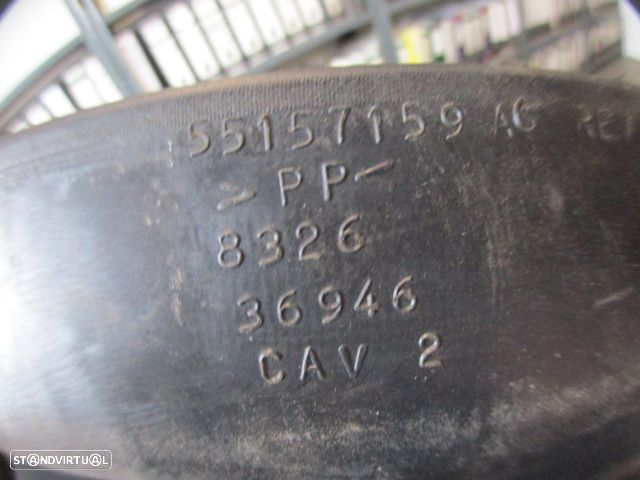 55157159 AG
>PP<
8326
36946
CAV 2
STANDVIRTUAL